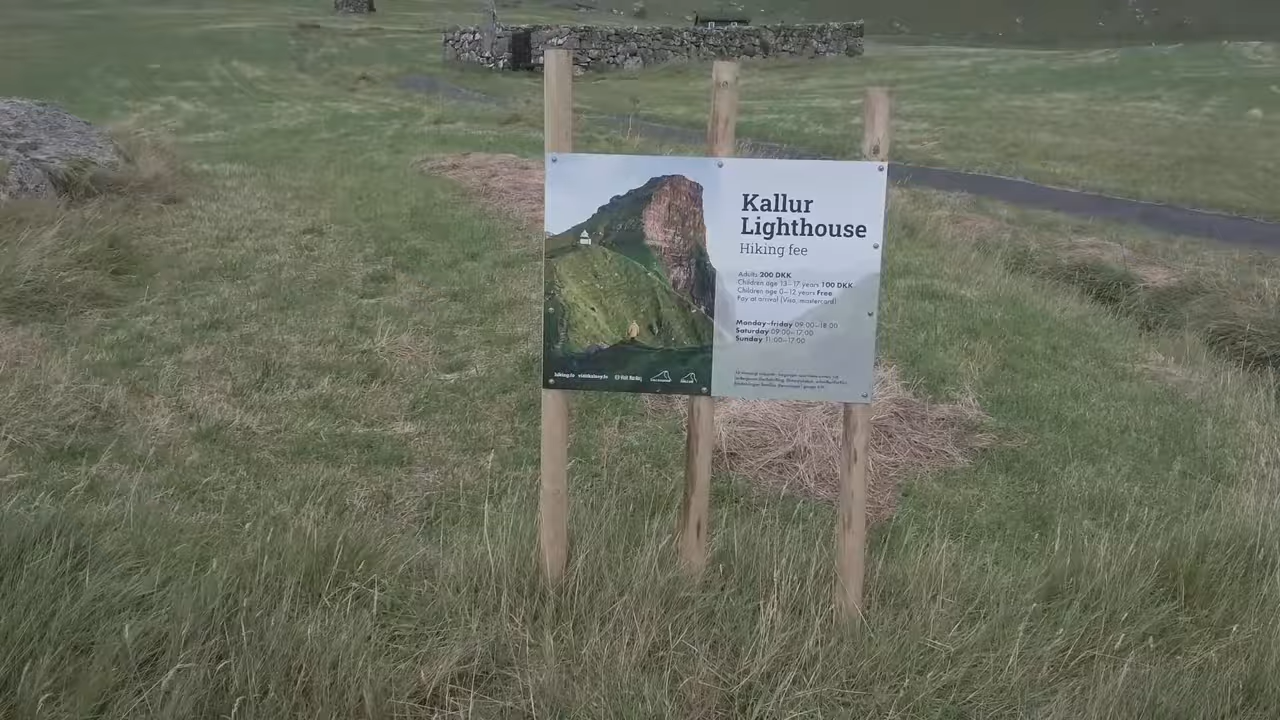 Kallur
Lighthouse
Hiking fee
Adults 200 DKK
Children age 13–17 years 100 DKK
Children age 0–12 years Free
Pay at arrival (Visa, mastercard)
Monday–friday 09:00–18:00
Saturday 09:00–17:00
Sunday 11:00–17:00